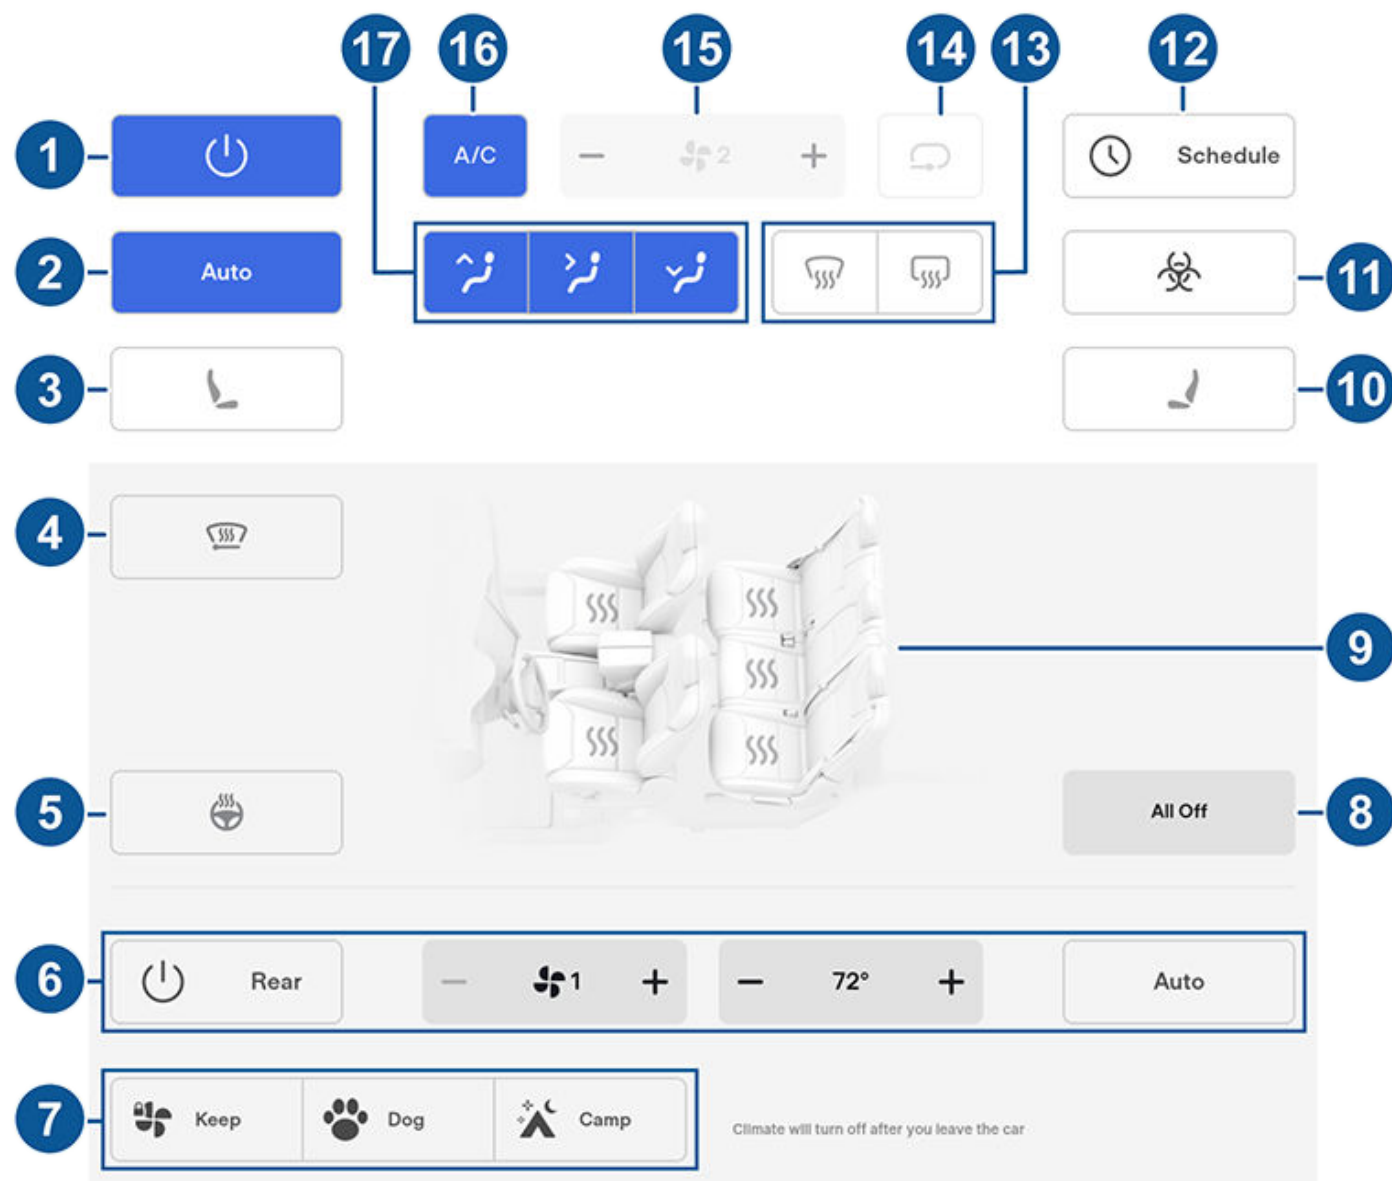 17 16 15 14 13 12
1 A/C 2 Schedule
2 Auto 11
3 10
4
9
5 All Off 8
6 Rear 1 72° Auto
7 Keep Dog Camp Climate will turn off after you leave the car